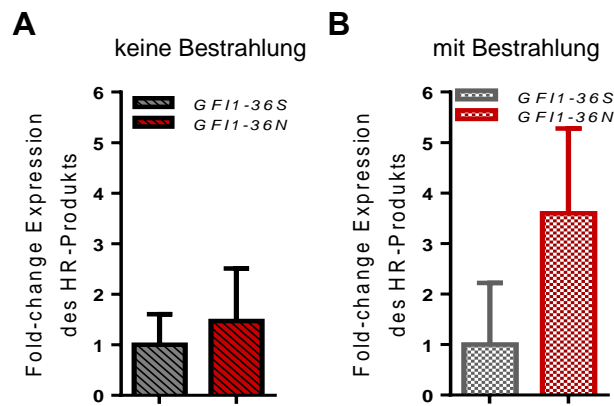 A
keine Bestrahlung
Fold-change Expression
des HR-Produkts
6
5
4
3
2
1
0
GFI1-36S
GFI1-36N
B
mit Bestrahlung
Fold-change Expression
des HR-Produkts
6
5
4
3
2
1
0
GFI1-36S
GFI1-36N